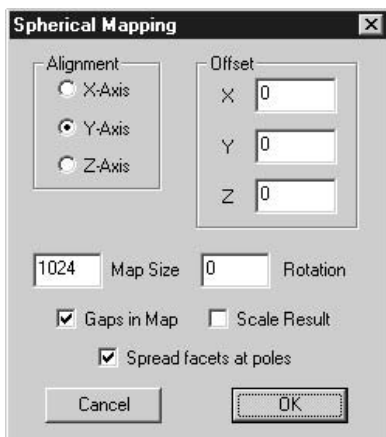 Spherical Mapping
Alignment
X-Axis
Y-Axis
Z-Axis
Offset
X 0
Y 0
Z 0
1024 Map Size 0 Rotation
Gaps in Map Scale Result
Spread facets at poles
Cancel OK